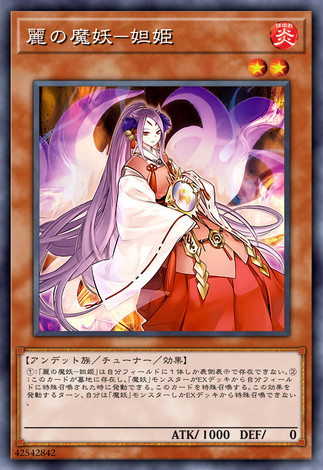 麗の魔妖－妲姫
ほのお
炎
【アンデット族／チューナー／効果】
①:「麗の魔妖－妲姫」は自分フィールドに１体しか表側表示で存在できない。②
:このカードが墓地に存在し、「魔妖」モンスターがEXデッキから自分フィールド
に特殊召喚された時に発動できる。このカードを特殊召喚する。この効果
を発動するターン、自分は「魔妖」モンスターしかEXデッキから特殊召喚できない。
ATK/ 1000 DEF/ 0
42542842